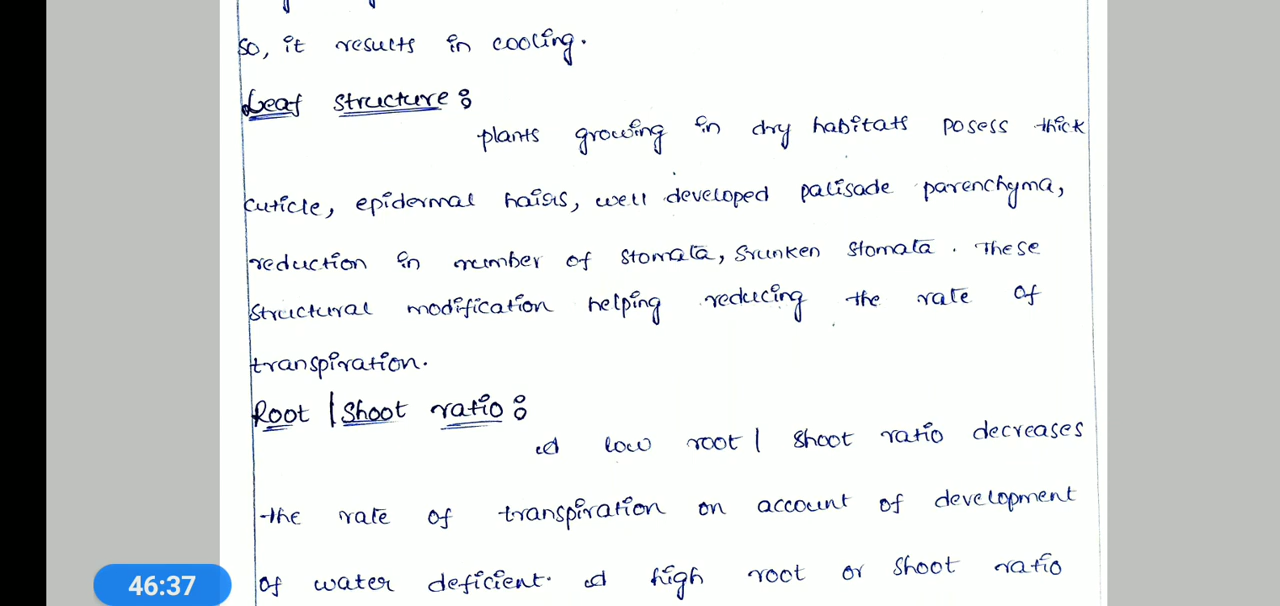 so, it results in cooling.
Leaf structure :
plants growing in dry habitats posess thick
cuticle, epidermal hairs, well developed palisade parenchyma,
reduction in number of stomata, srunken stomata. These
structural modification helping reducing the rate of
transpiration.
Root | Shoot ratio :
A low root | shoot ratio decreases
the rate of transpiration on account of development
of water deficient. A high root or shoot ratio
46:37